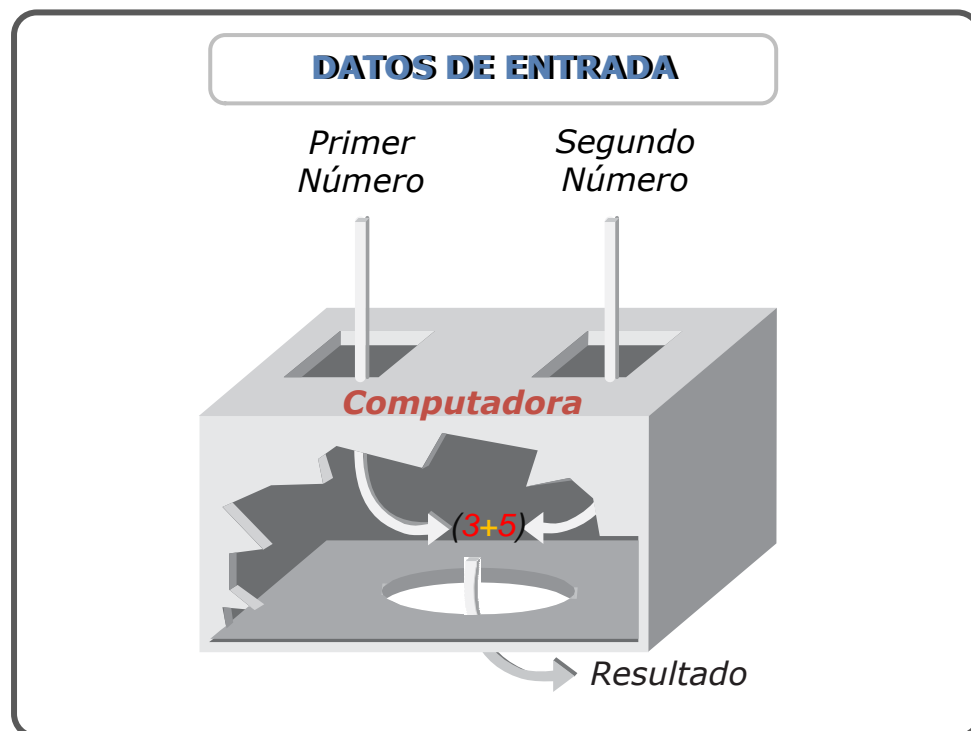 DATOS DE ENTRADA
Primer
Número
Segundo
Número
Computadora
(3+5)
Resultado